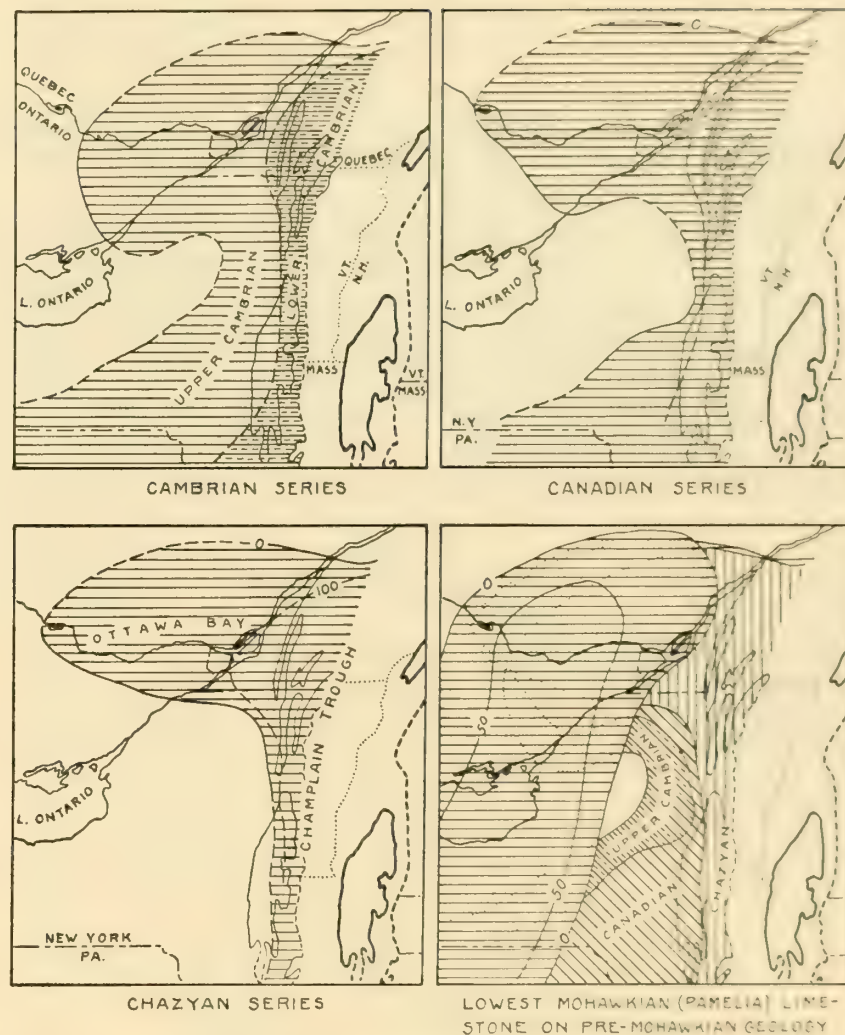 QUEBEC
ONTARIO
CAMBRIAN
QUEBEC
L. ONTARIO
UPPER CAMBRIAN
LOWER
VT.
N.H.
MASS
VT.
MASS
CAMBRIAN SERIES
VT.
N.H.
L. ONTARIO
MASS
N.Y
PA.
CANADIAN SERIES
0
100
OTTAWA BAY
CHAMPLAIN TROUGH
L. ONTARIO
NEW YORK
PA.
CHAZYAN SERIES
0
50
UPPER CAMBRIAN
CHAZYAN
50
CANADIAN
0
LOWEST MOHAWKIAN (PAMELIA) LIME-
STONE ON PRE-MOHAWKIAN GEOLOGY